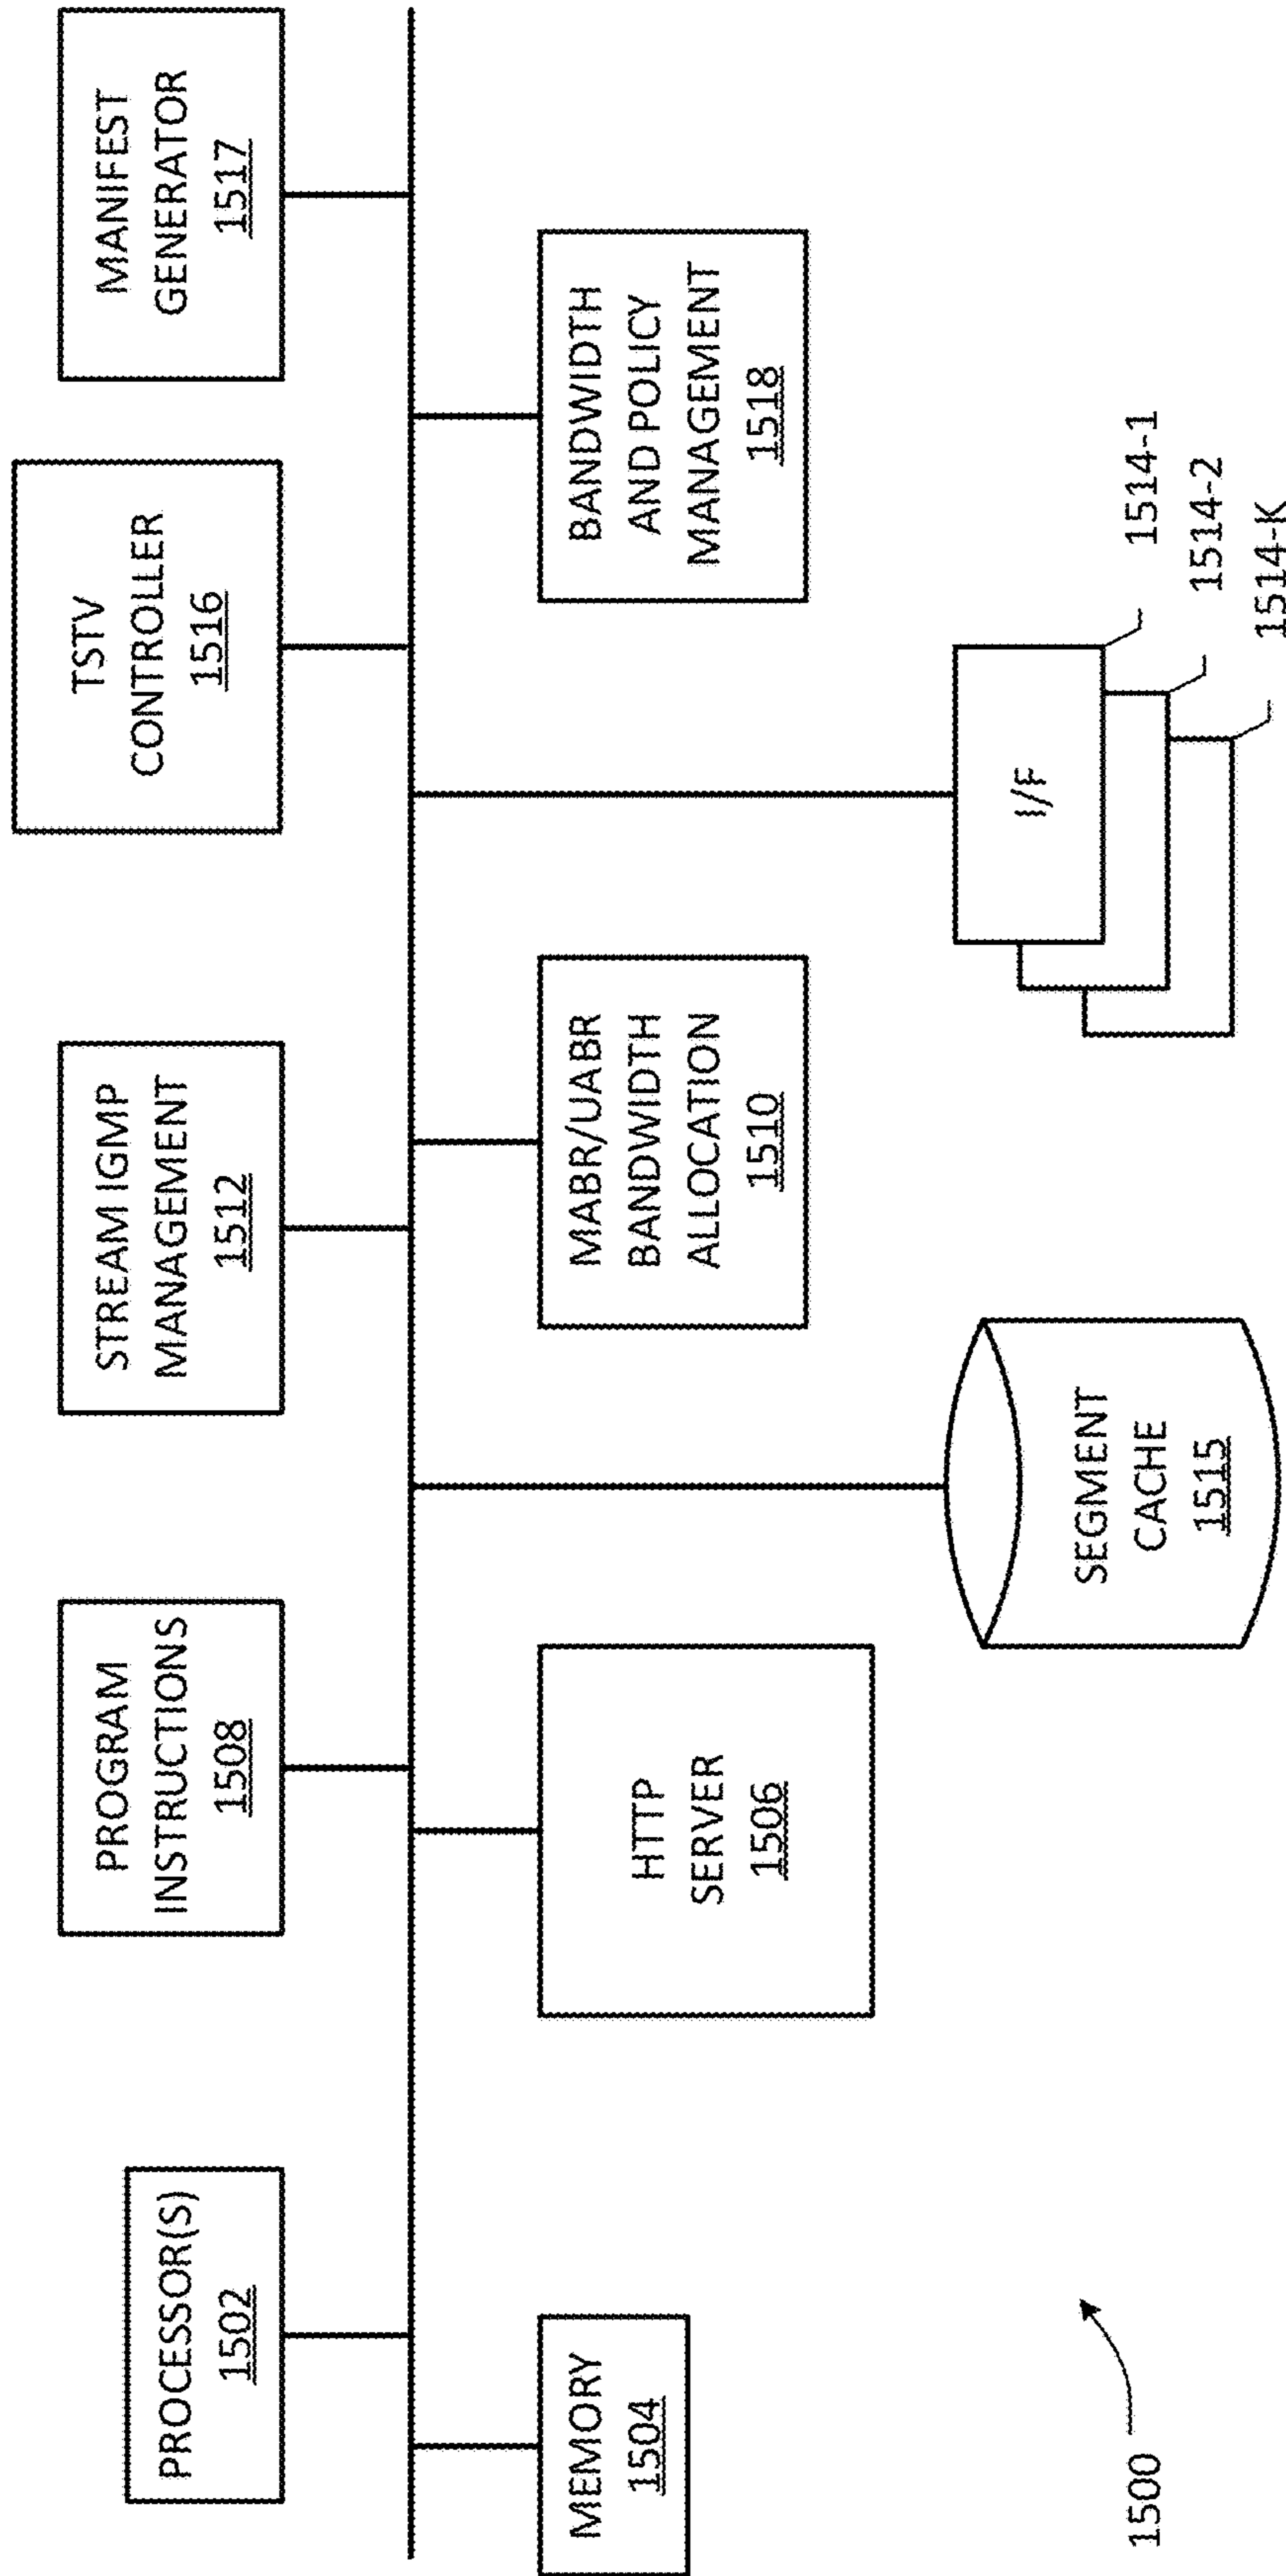 PROCESSOR(S)
1502
PROGRAM
INSTRUCTIONS
1508
STREAM IGMP
MANAGEMENT
1512
TSTV
CONTROLLER
1516
MANIFEST
GENERATOR
1517
MEMORY
1504
HTTP
SERVER
1506
MABR/UABR
BANDWIDTH
ALLOCATION
1510
BANDWIDTH
AND POLICY
MANAGEMENT
1518
SEGMENT
CACHE
1515
I/F
1514-1
1514-2
1514-K
1500